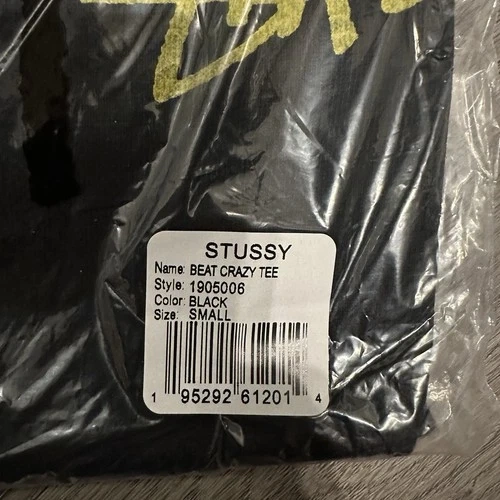 STUSSY
Name: BEAT CRAZY TEE
Style: 1905006
Color: BLACK
Size: SMALL
1 95292 61201 4